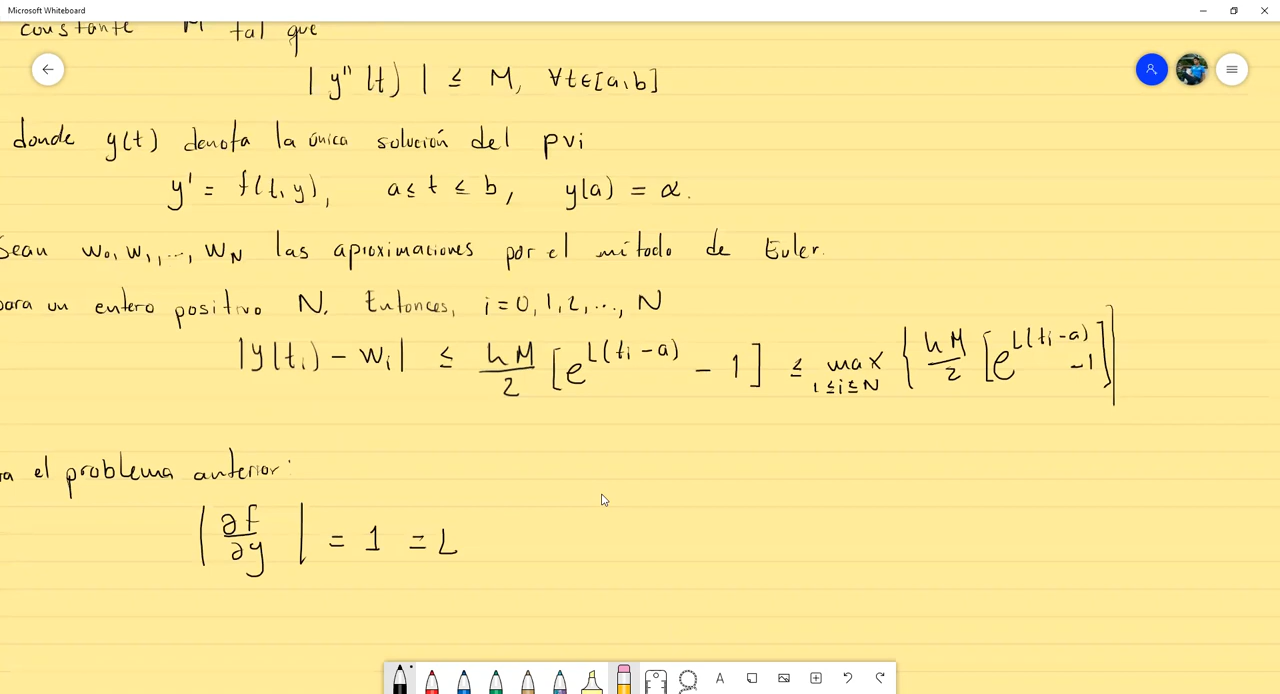 Microsoft Whiteboard
constante M tal que
|y"(t)| ≤ M, ∀t∈[a,b]
donde y(t) denota la única solución del pvi
y' = f(t,y), a ≤ t ≤ b, y(a) = α.
Sean w₀, w₁, ..., w_N las aproximaciones por el método de Euler.
para un entero positivo N. Entonces, i = 0, 1, 2, ..., N
|y(tᵢ) - wᵢ| ≤ hM/2 [e^{L(tᵢ-a)} - 1] ≤ max_{1≤i≤N} { hM/2 [e^{L(tᵢ-a)} - 1] }
el problema anterior:
|∂f/∂y| = 1 = L
A